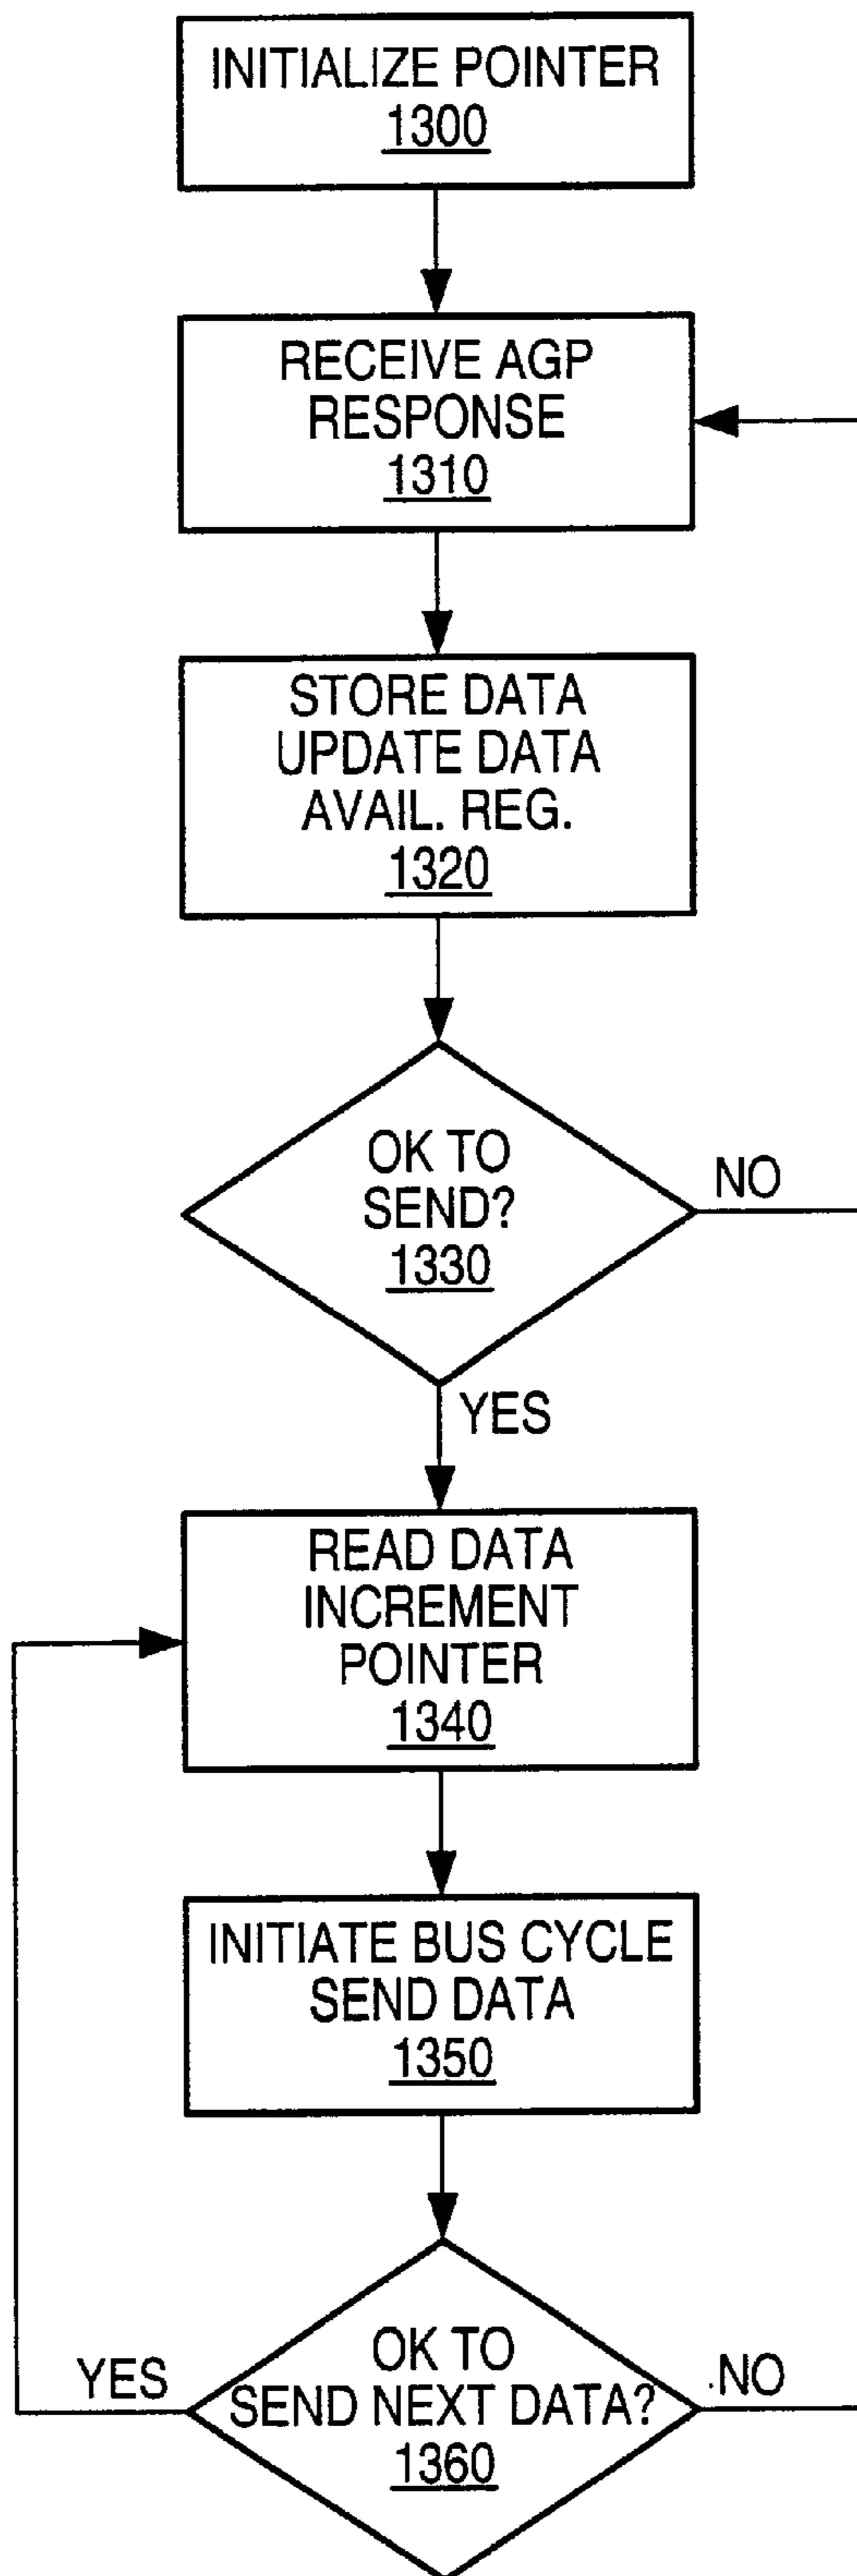 INITIALIZE POINTER
1300
RECEIVE AGP
RESPONSE
1310
STORE DATA
UPDATE DATA
AVAIL. REG.
1320
OK TO
SEND?
1330
NO
YES
READ DATA
INCREMENT
POINTER
1340
INITIATE BUS CYCLE
SEND DATA
1350
OK TO
SEND NEXT DATA?
1360
YES
NO